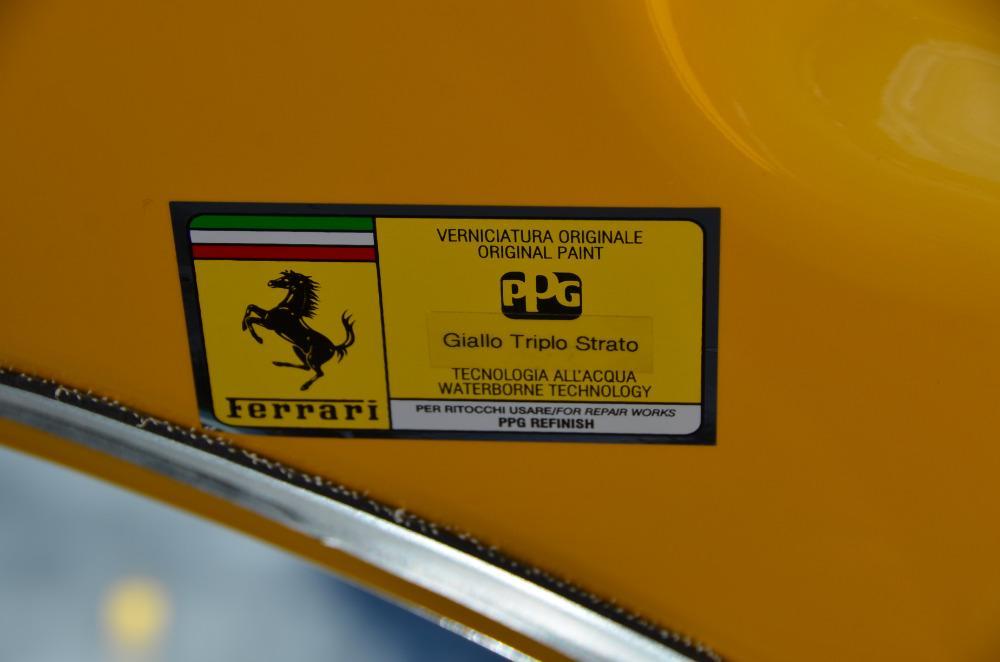 VERNICIATURA ORIGINALE
ORIGINAL PAINT
PPG
Giallo Triplo Strato
TECNOLOGIA ALL'ACQUA
WATERBORNE TECHNOLOGY
Ferrari
PER RITOCCHI USARE/FOR REPAIR WORKS
PPG REFINISH